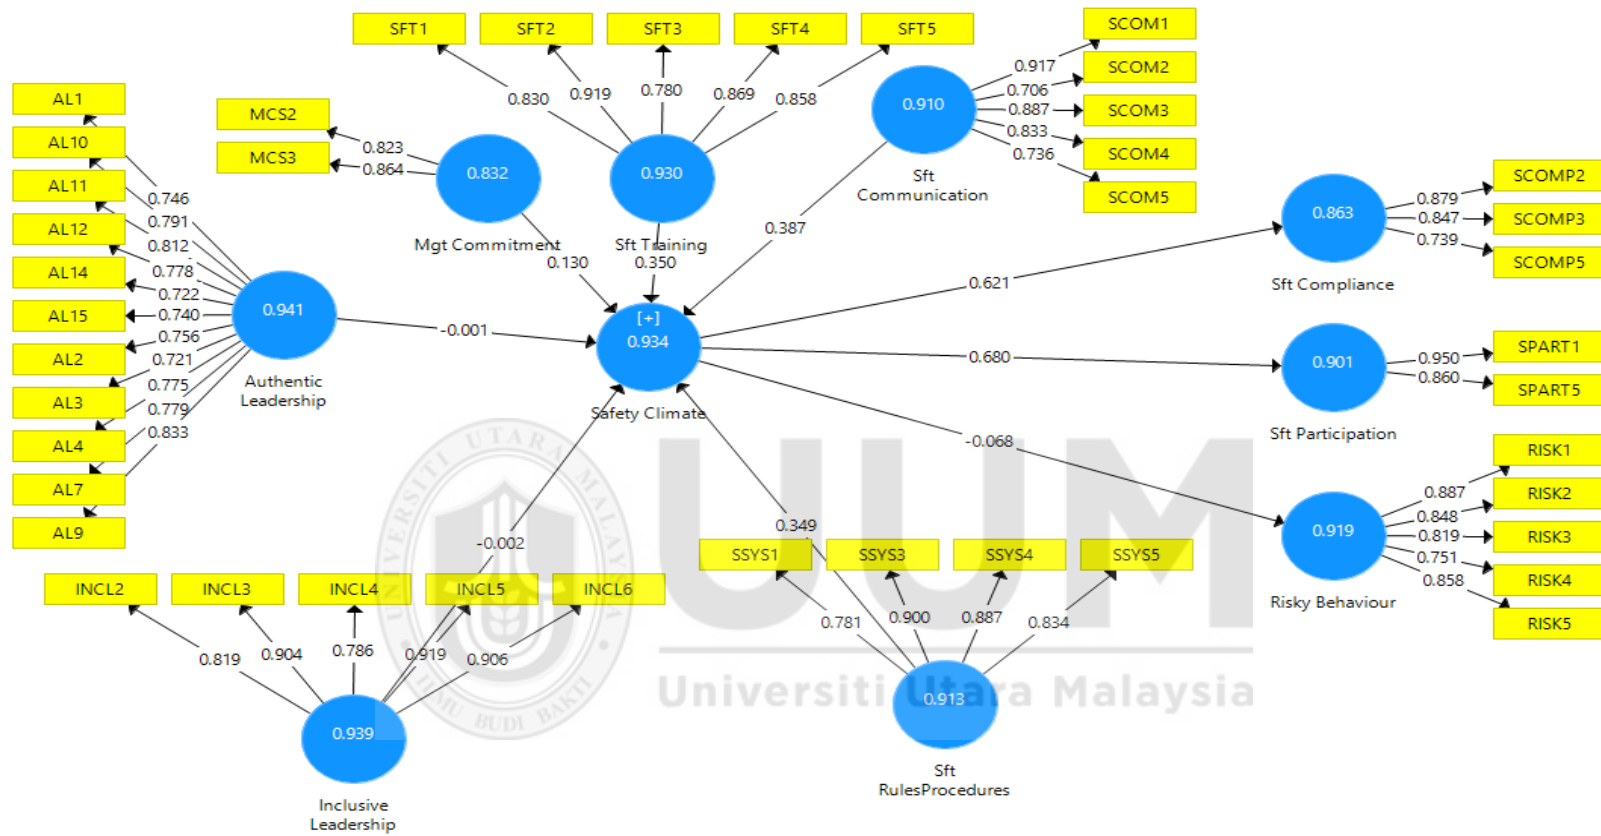 SFT1
SFT2
SFT3
SFT4
SFT5
0.830
0.919
0.780
0.869
0.858
0.930
Sft Training
0.350
SCOM1
SCOM2
SCOM3
SCOM4
SCOM5
0.917
0.706
0.887
0.833
0.736
0.910
Sft
Communication
0.387
MCS2
MCS3
0.823
0.864
0.832
Mgt Commitment
0.130
AL1
AL10
AL11
AL12
AL14
AL15
AL2
AL3
AL4
AL7
AL9
0.746
0.791
0.812
0.778
0.722
0.740
0.756
0.721
0.775
0.779
0.833
0.941
Authentic
Leadership
-0.001
[+]
0.934
Safety Climate
0.621
0.680
-0.068
0.863
Sft Compliance
0.879
0.847
0.739
SCOMP2
SCOMP3
SCOMP5
0.901
Sft Participation
0.950
0.860
SPART1
SPART5
0.919
Risky Behaviour
0.887
0.848
0.819
0.751
0.858
RISK1
RISK2
RISK3
RISK4
RISK5
-0.002
INCL2
INCL3
INCL4
INCL5
INCL6
0.819
0.904
0.786
0.919
0.906
0.939
Inclusive
Leadership
0.349
SSYS1
SSYS3
SSYS4
SSYS5
0.781
0.900
0.887
0.834
0.913
Sft
RulesProcedures
UNIVERSITI UTARA MALAYSIA
ILMU BUDI BAKTI
UUM
Universiti Utara Malaysia